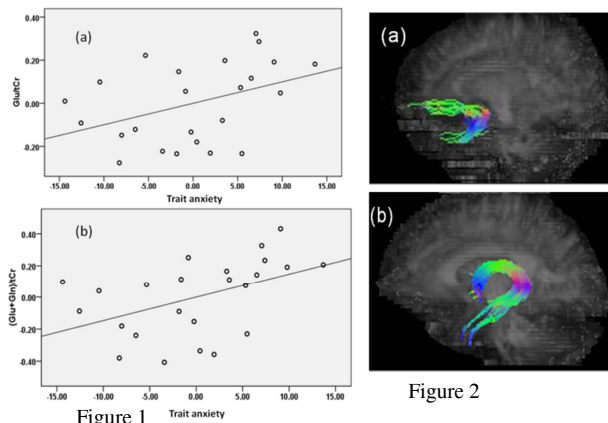 (a)
Glu/tCr
0.40
0.20
0.00
0.20
-15.00 -10.00 -5.00 .00 5.00 10.00 15.00
Trait anxiety
(b)
(Glu+Gln)/tCr
0.40
0.20
0.00
-0.20
-0.40
-15.00 -10.00 -5.00 .00 5.00 10.00 15.00
Trait anxiety
Figure 1
(a)
(b)
Figure 2